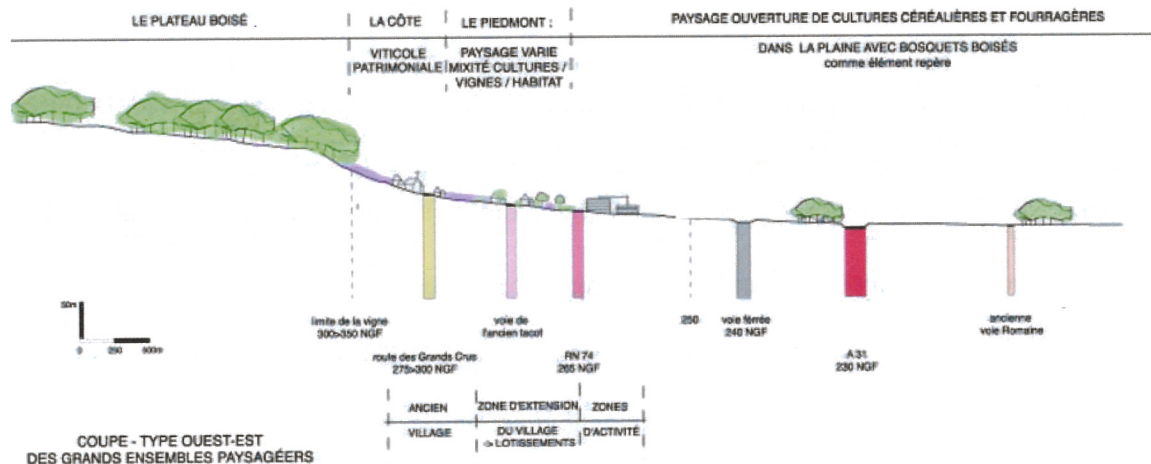 LE PLATEAU BOISÉ
LA CÔTE
LE PIEDMONT :
PAYSAGE OUVERTURE DE CULTURES CÉRÉALIÈRES ET FOURRAGÈRES
VITICOLE
PATRIMONIALE
PAYSAGE VARIE
MIXITÉ CULTURES /
VIGNES / HABITAT
DANS LA PLAINE AVEC BOSQUETS BOISÉS
comme élément repère
50m
0 250 600m
limite de la vigne
300>350 NGF
route des Grands Crus
275>300 NGF
voie de
l'ancien tacot
RN 74
265 NGF
250
voie férrée
240 NGF
A 31
230 NGF
ancienne
voie Romaine
ANCIEN
VILLAGE
ZONE D'EXTENSION
DU VILLAGE
-> LOTISSEMENTS
ZONES
D'ACTIVITÉ
COUPE - TYPE OUEST-EST
DES GRANDS ENSEMBLES PAYSAGÉERS